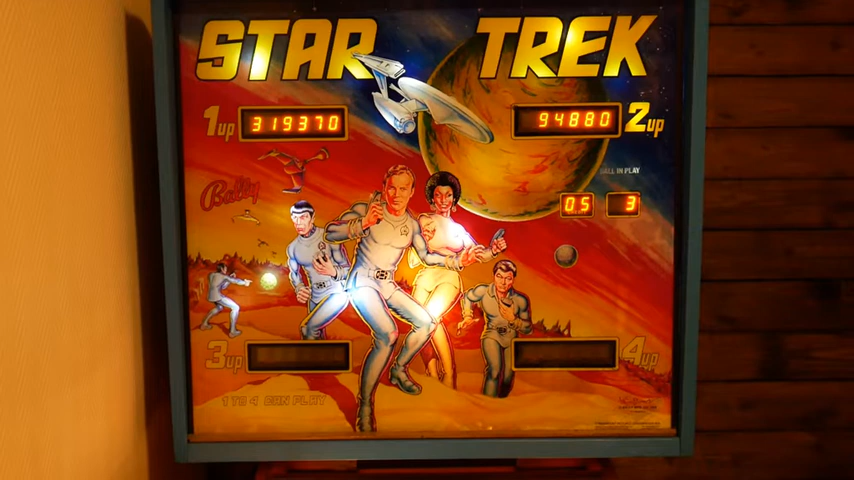 STAR TREK
1up 319370
94880 2up
BALL IN PLAY
Bally
05 3
3up
4up
1 TO 4 CAN PLAY